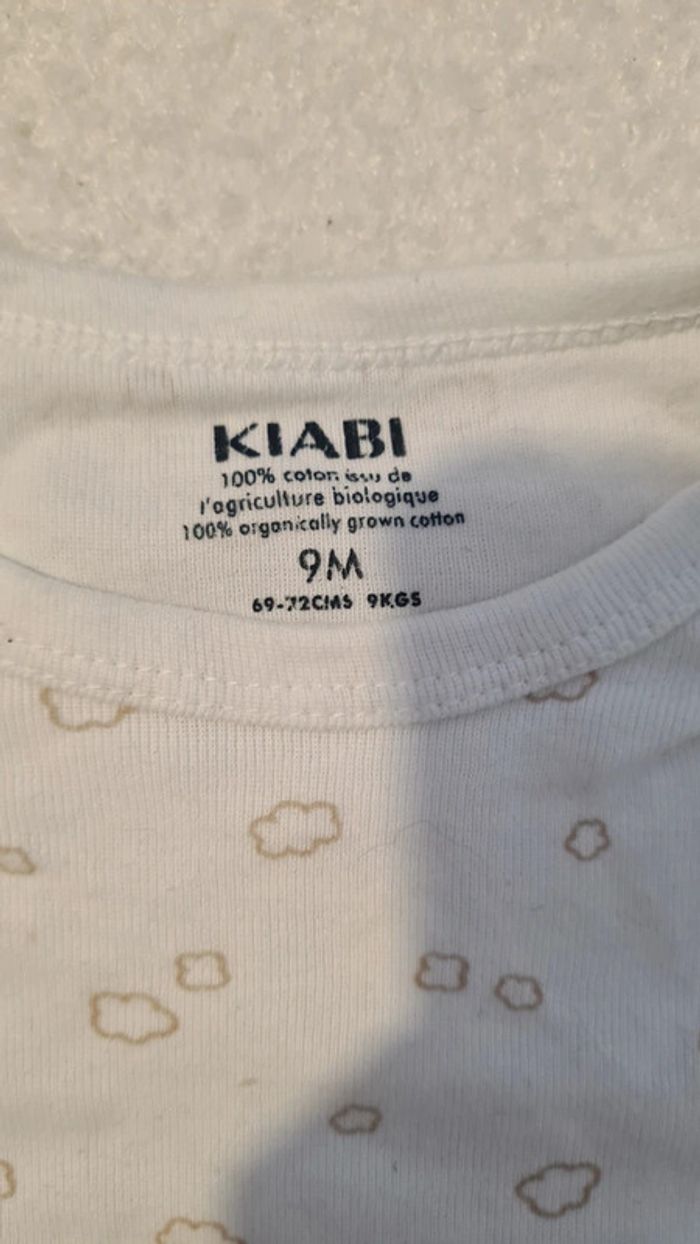 KIABI
100% coton issu de
l'agriculture biologique
100% organically grown cotton
9M
69-72CMS 9KGS